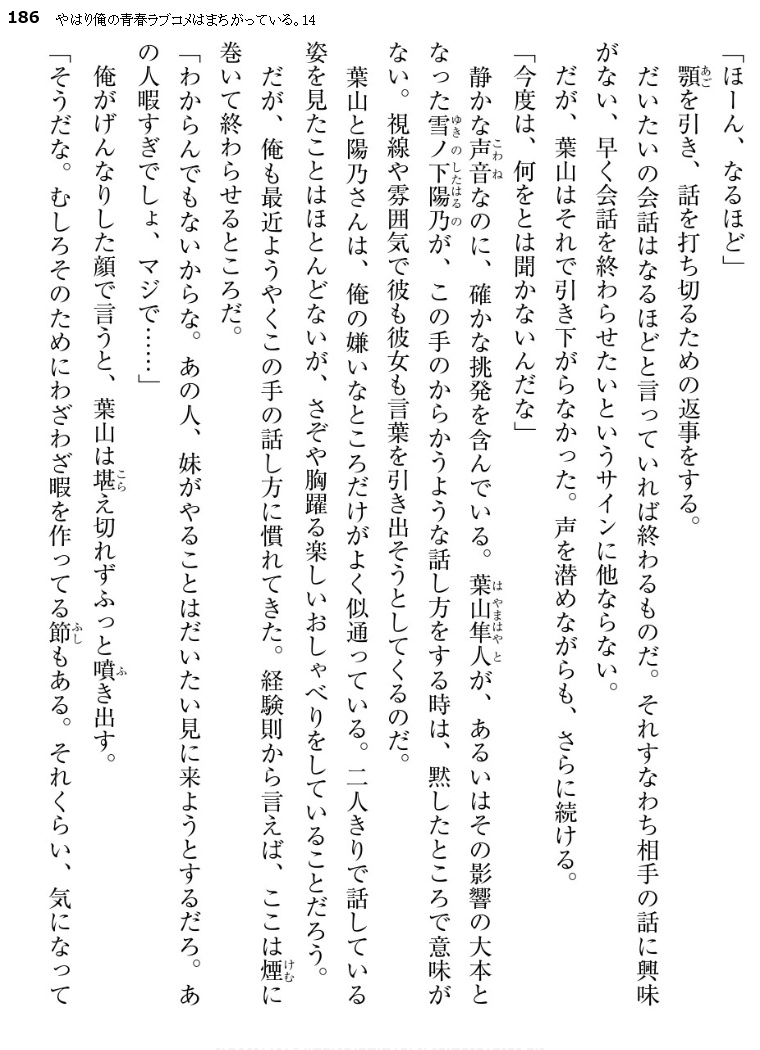 186 やはり俺の青春ラブコメはまちがっている。14
「ほーん、なるほど」
顎を引き、話を打ち切るための返事をする。
だいたいの会話はなるほどと言っていれば終わるものだ。それすなわち相手の話に興味
がない、早く会話を終わらせたいというサインに他ならない。
だが、葉山はそれで引き下がらなかった。声を潜めながらも、さらに続ける。
「今度は、何をとは聞かないんだな」
静かな声音なのに、確かな挑発を含んでいる。葉山隼人が、あるいはその影響の大本と
なった雪ノ下陽乃が、この手のからかうような話し方をする時は、黙したところで意味が
ない。視線や雰囲気で彼も彼女も言葉を引き出そうとしてくるのだ。
葉山と陽乃さんは、俺の嫌いなところだけがよく似通っている。二人きりで話している
姿を見たことはほとんどないが、さぞや胸躍る楽しいおしゃべりをしていることだろう。
だが、俺も最近ようやくこの手の話し方に慣れてきた。経験則から言えば、ここは煙に
巻いて終わらせるところだ。
「わからんでもないからな。あの人、妹がやることはだいたい見に来ようとするだろ。あ
の人暇すぎでしょ、マジで……」
俺がげんなりした顔で言うと、葉山は堪え切れずふっと噴き出す。
「そうだな。むしろそのためにわざわざ暇を作ってる節もある。それくらい、気になって